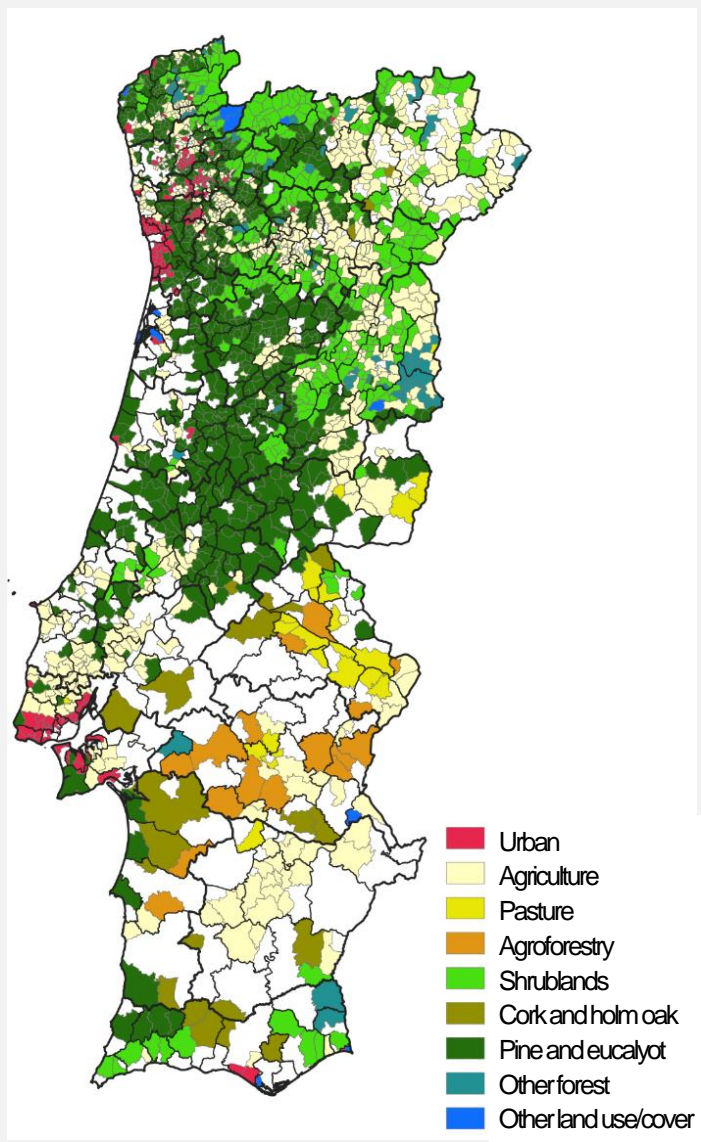 Urban
Agriculture
Pasture
Agroforestry
Shrublands
Cork and holm oak
Pine and eucalyot
Other forest
Other land use/cover